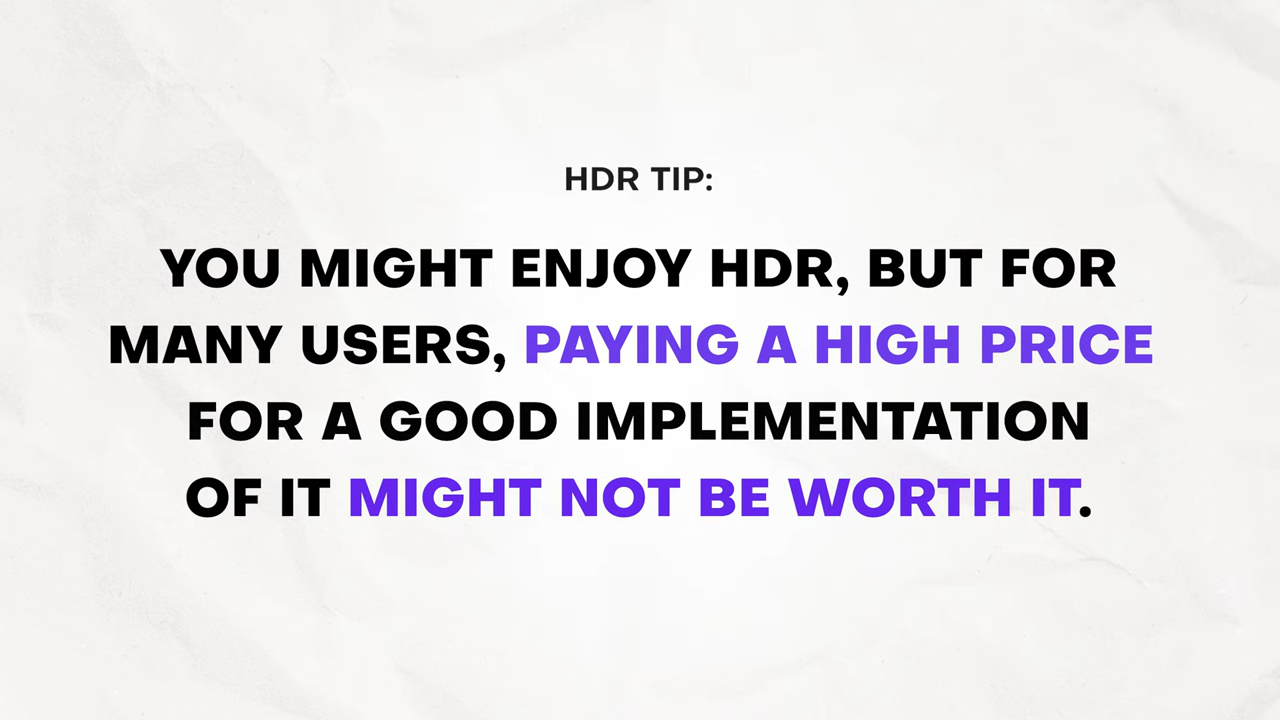 HDR TIP:
YOU MIGHT ENJOY HDR, BUT FOR
MANY USERS, PAYING A HIGH PRICE
FOR A GOOD IMPLEMENTATION
OF IT MIGHT NOT BE WORTH IT.